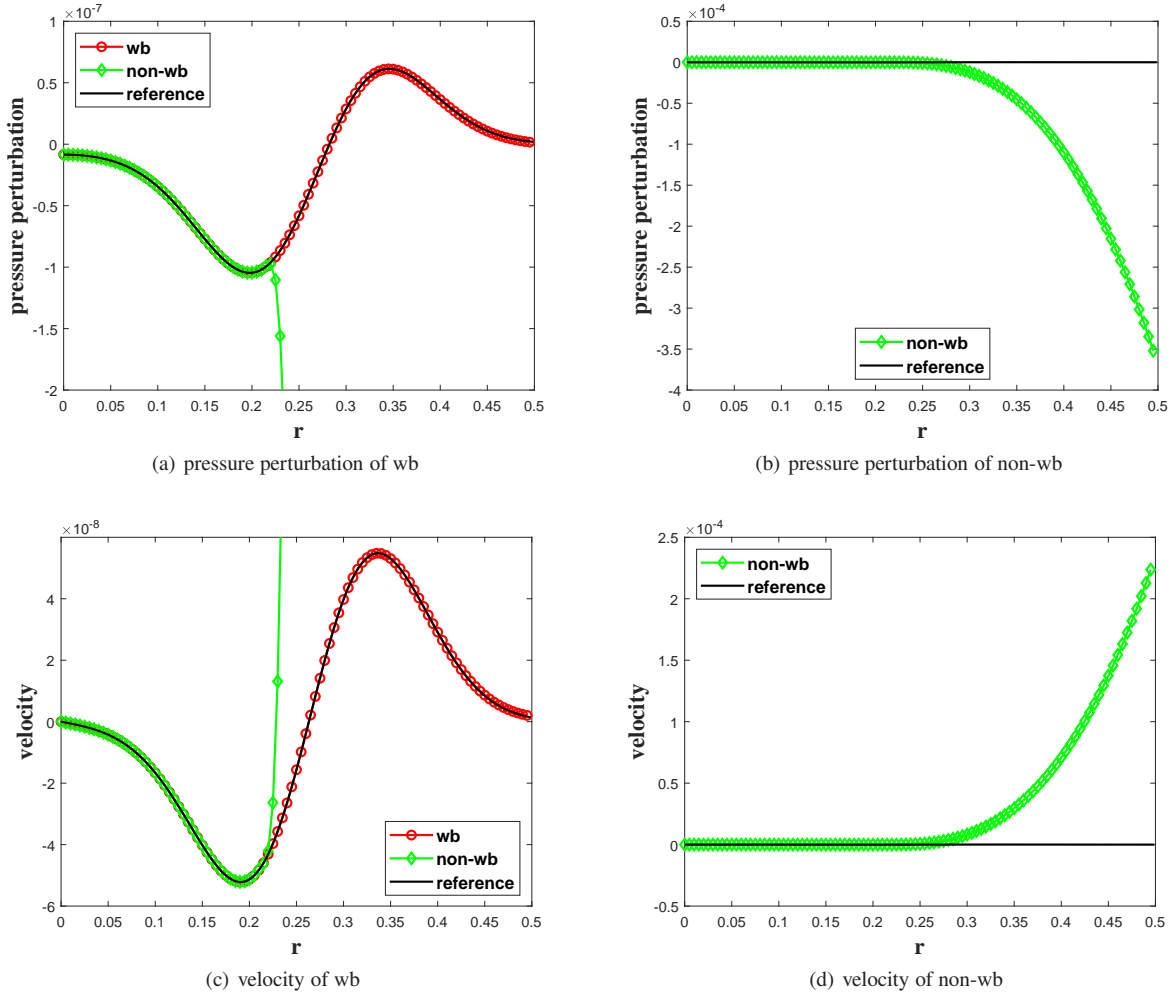 ×10-7
1
0.5
0
-0.5
-1
-1.5
-2
pressure perturbation
wb
non-wb
reference
0 0.05 0.1 0.15 0.2 0.25 0.3 0.35 0.4 0.45 0.5
r
(a) pressure perturbation of wb
×10-4
0.5
0
-0.5
-1
-1.5
-2
-2.5
-3
-3.5
-4
pressure perturbation
non-wb
reference
0 0.05 0.1 0.15 0.2 0.25 0.3 0.35 0.4 0.45 0.5
r
(b) pressure perturbation of non-wb
×10-8
4
2
0
-2
-4
-6
velocity
wb
non-wb
reference
0 0.05 0.1 0.15 0.2 0.25 0.3 0.35 0.4 0.45 0.5
r
(c) velocity of wb
×10-4
2.5
2
1.5
1
0.5
0
-0.5
velocity
non-wb
reference
0 0.05 0.1 0.15 0.2 0.25 0.3 0.35 0.4 0.45 0.5
r
(d) velocity of non-wb